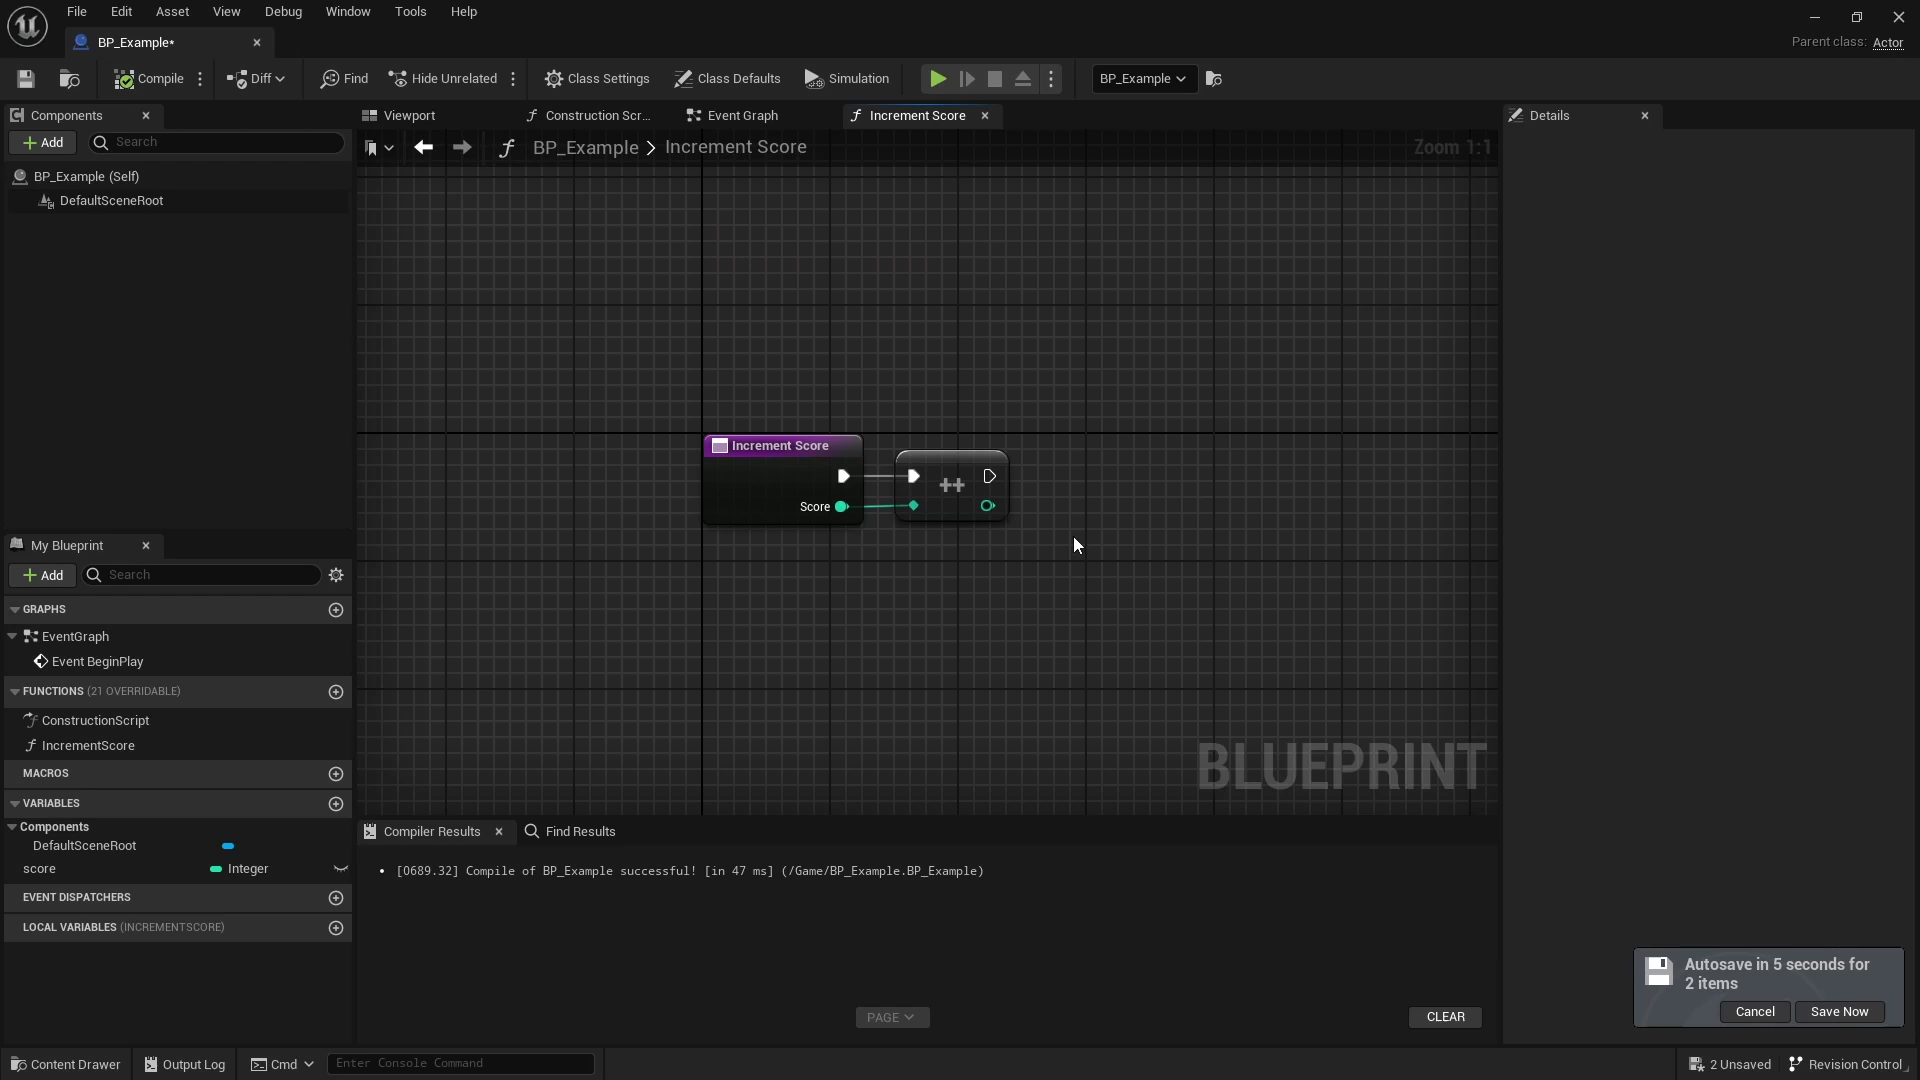 File Edit Asset View Debug Window Tools Help
BP_Example*
Parent class: Actor
Compile Diff Find Hide Unrelated Class Settings Class Defaults Simulation BP_Example
Components
Viewport Construction Scr... Event Graph Increment Score
Details
Add Search
BP_Example > Increment Score Zoom 1:1
BP_Example (Self)
DefaultSceneRoot
Increment Score
++
Score
My Blueprint
Add Search
GRAPHS
EventGraph
Event BeginPlay
FUNCTIONS (21 OVERRIDABLE)
ConstructionScript
IncrementScore
MACROS
VARIABLES
Components
DefaultSceneRoot
score Integer
EVENT DISPATCHERS
LOCAL VARIABLES (INCREMENTSCORE)
BLUEPRINT
Compiler Results Find Results
[0689.32] Compile of BP_Example successful! [in 47 ms] (/Game/BP_Example.BP_Example)
PAGE CLEAR
Autosave in 5 seconds for
2 items
Cancel Save Now
Content Drawer Output Log Cmd Enter Console Command 2 Unsaved Revision Control